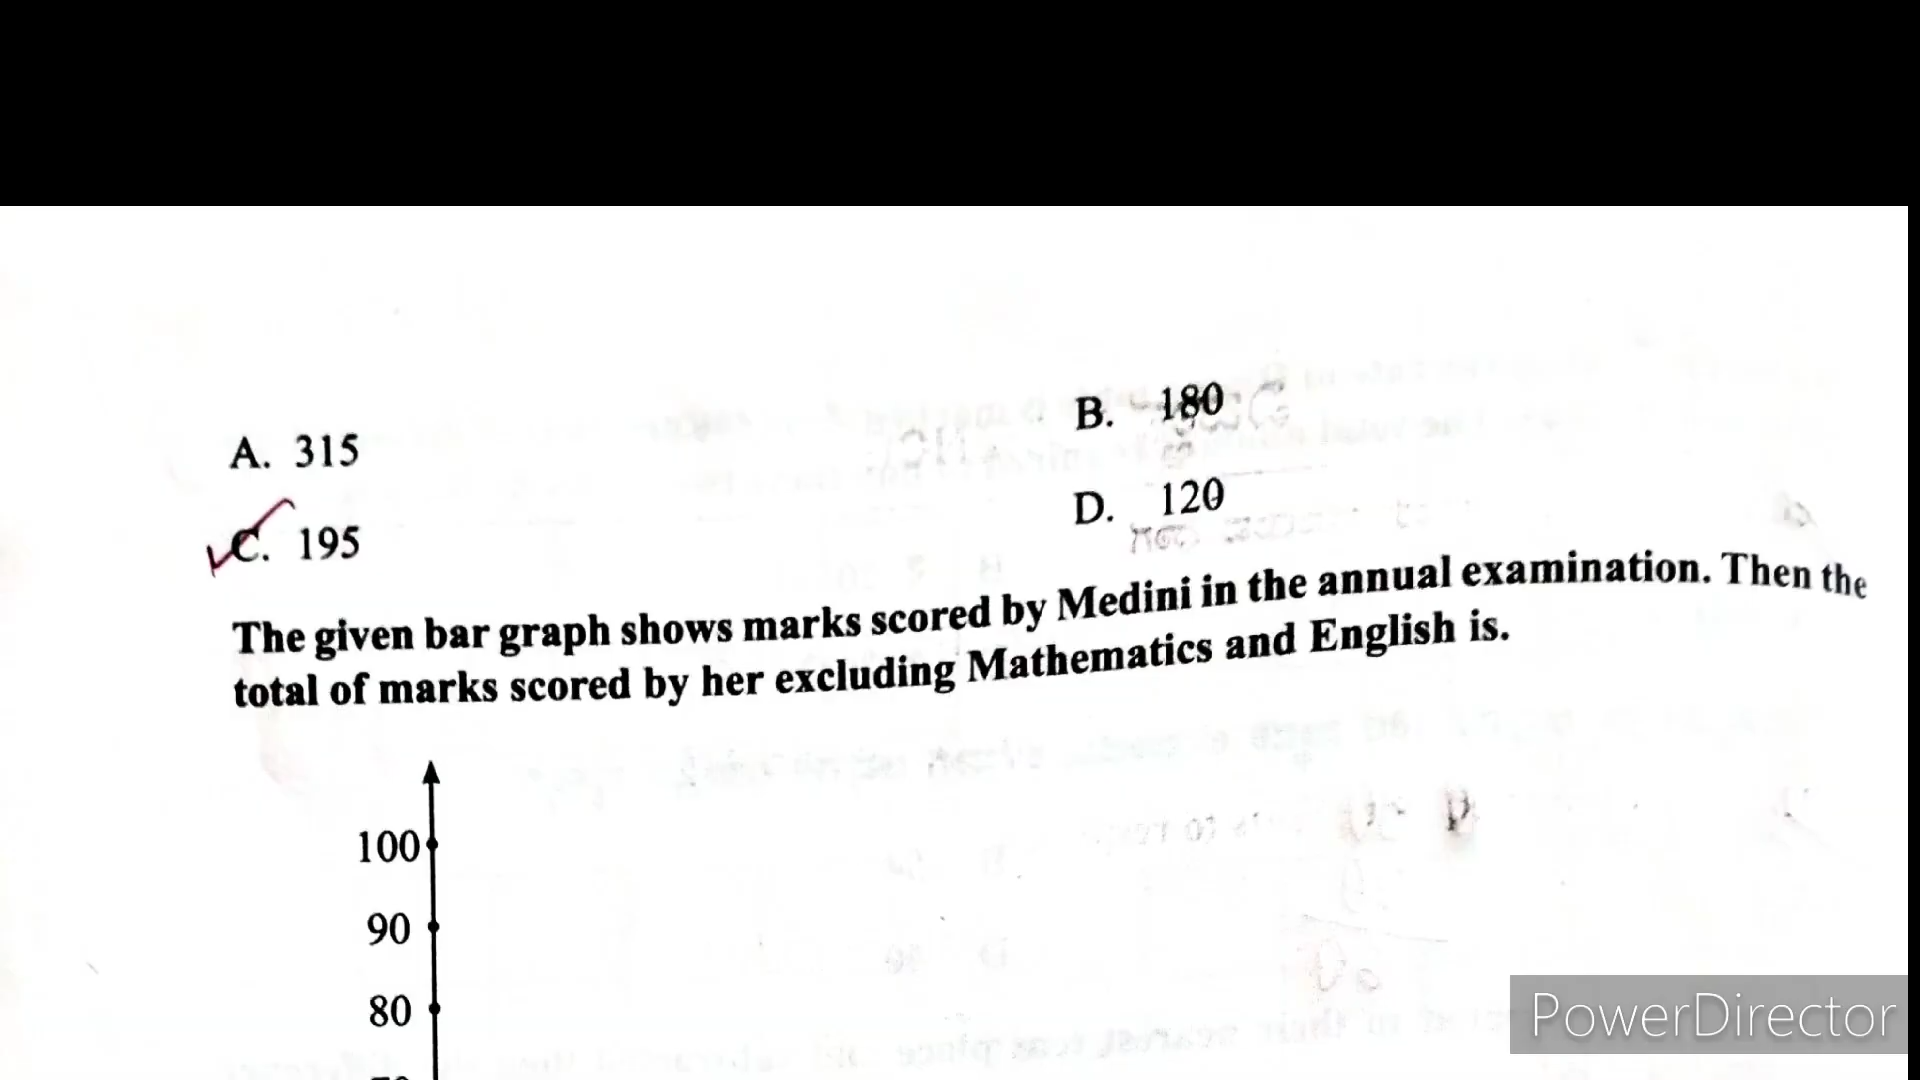 A. 315
B. 180
C. 195
D. 120
The given bar graph shows marks scored by Medini in the annual examination. Then the
total of marks scored by her excluding Mathematics and English is.
100
90
80
PowerDirector